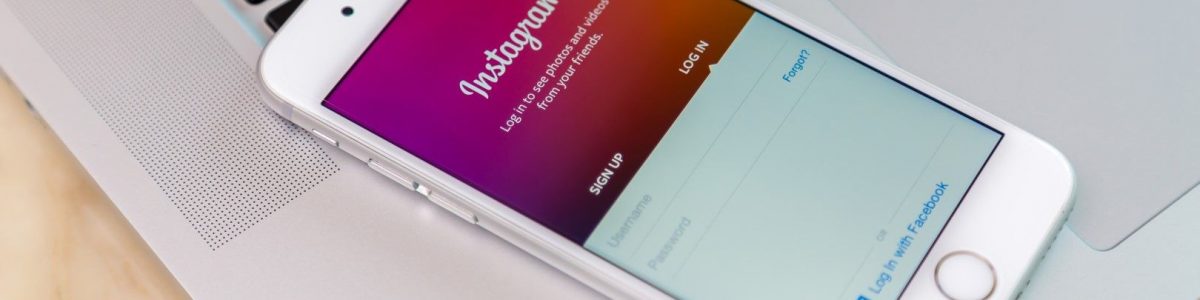 Instagram
Log in to see photos and videos
from your friends.
SIGN UP
LOG IN
Username
Password
Forgot?
OR
Log In with Facebook